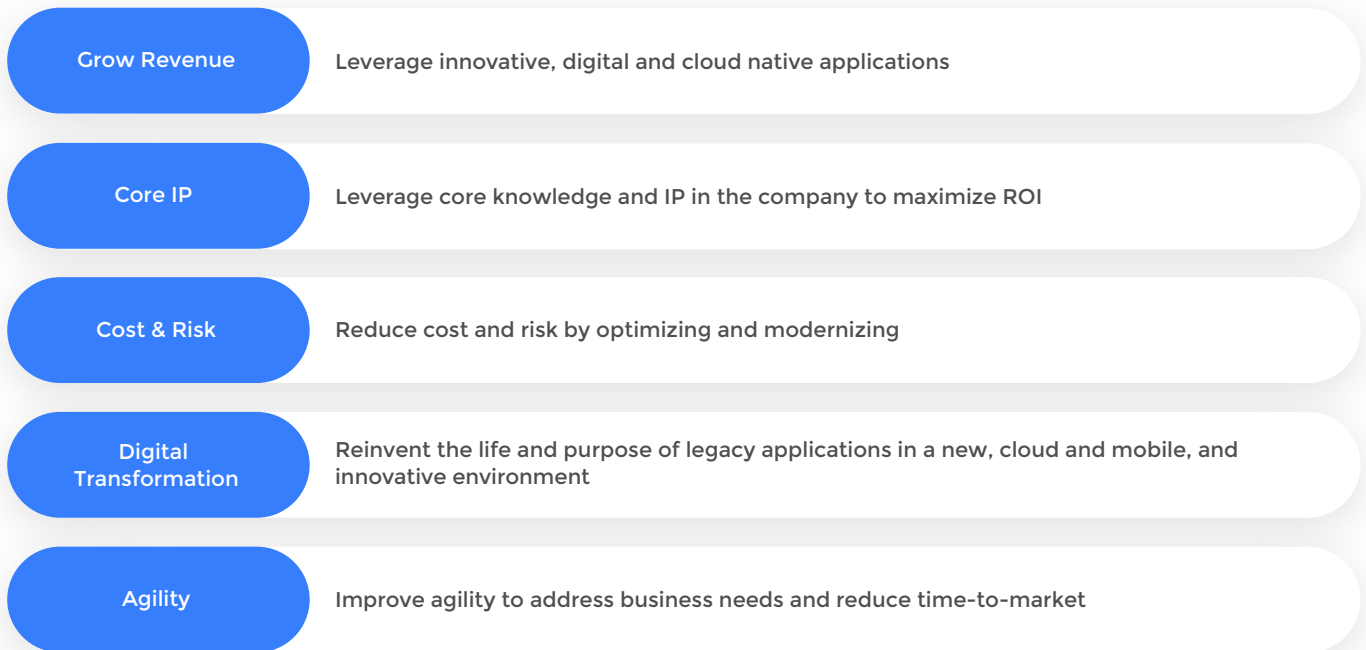 Grow Revenue
Leverage innovative, digital and cloud native applications
Core IP
Leverage core knowledge and IP in the company to maximize ROI
Cost & Risk
Reduce cost and risk by optimizing and modernizing
Digital
Transformation
Reinvent the life and purpose of legacy applications in a new, cloud and mobile, and
innovative environment
Agility
Improve agility to address business needs and reduce time-to-market